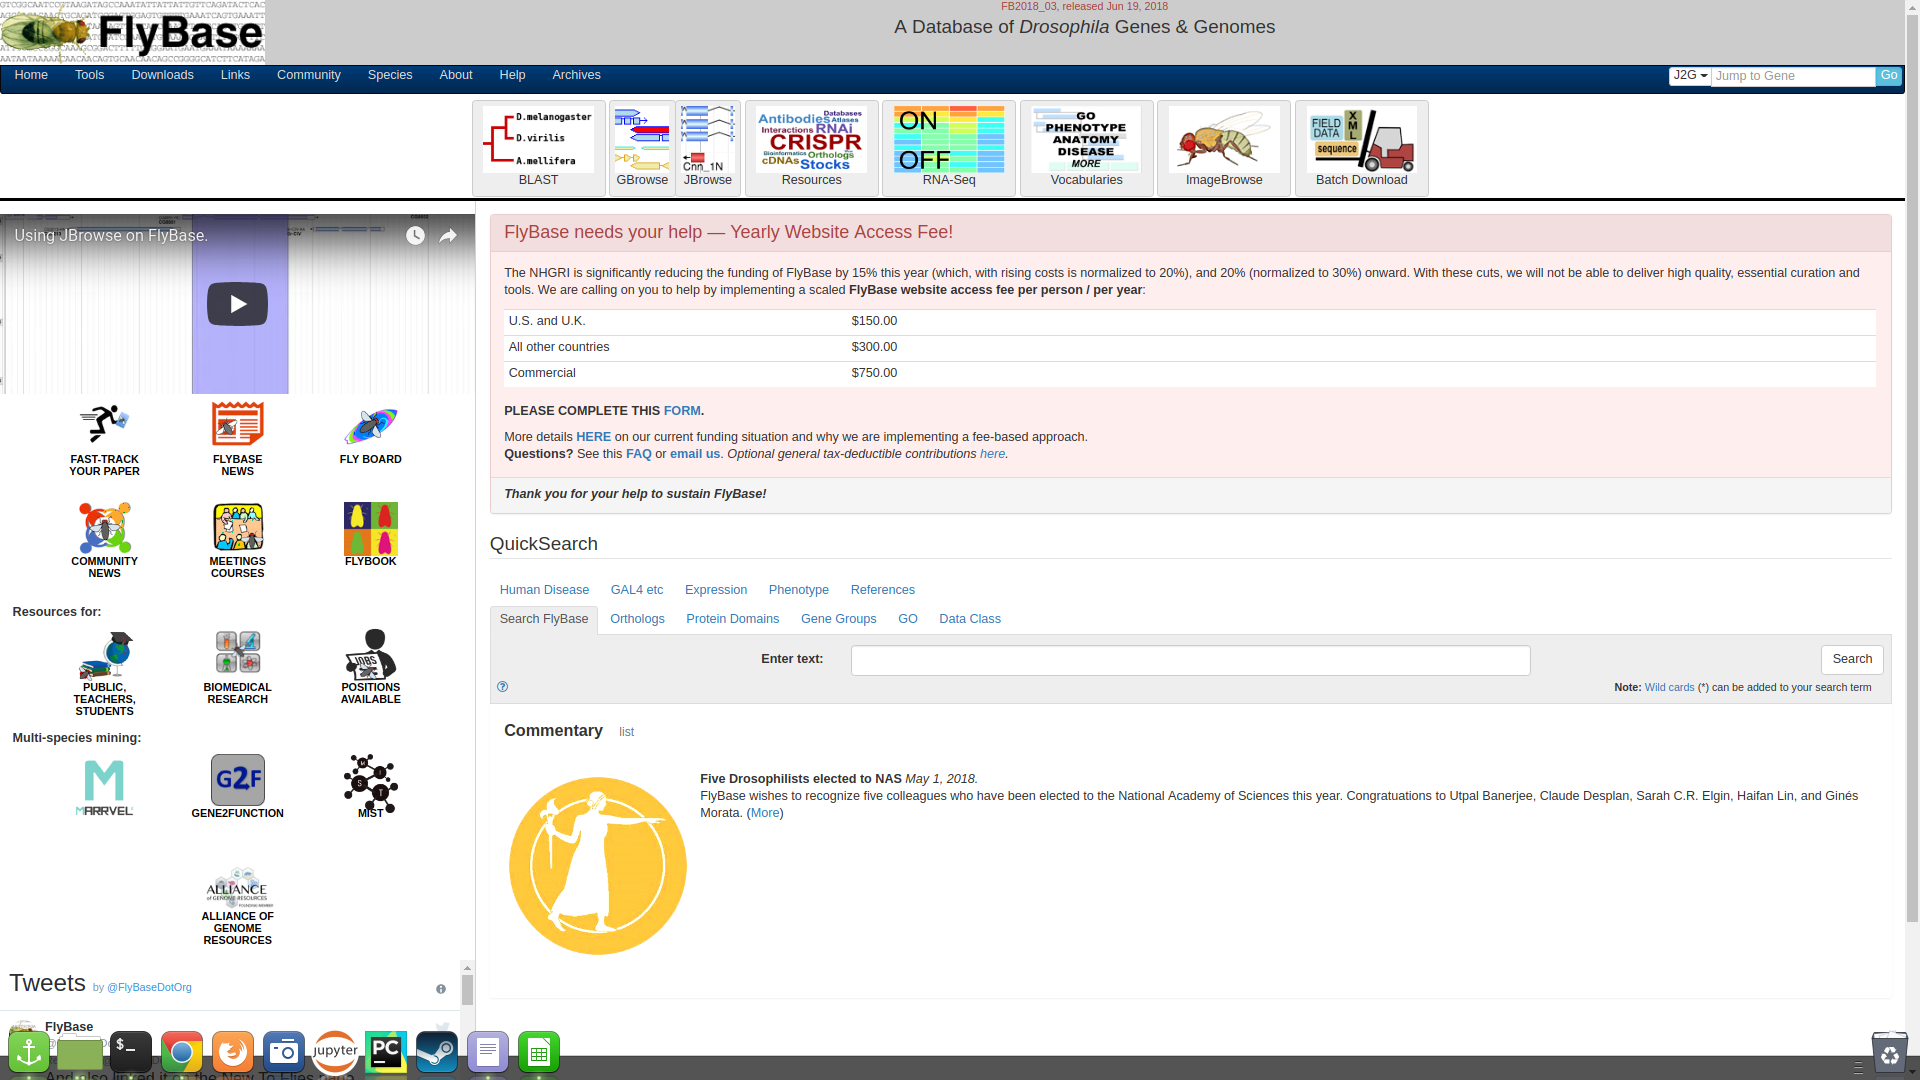 FlyBase
FB2018_03, released Jun 19, 2018
A Database of Drosophila Genes & Genomes
Home Tools Downloads Links Community Species About Help Archives
J2G Jump to Gene Go
D.melanogaster
D.virilis
A.mellifera
BLAST
GBrowse
Cnn_1N
JBrowse
Databases
Antibodies Atlases
Interactions RNAi
CRISPR
Bioinformatics Orthologs
cDNAs Stocks
Resources
ON
OFF
RNA-Seq
GO
PHENOTYPE
ANATOMY
DISEASE
MORE
Vocabularies
ImageBrowse
FIELD
DATA
XML
sequence
Batch Download
Using JBrowse on FlyBase.
FAST-TRACK
YOUR PAPER
FLYBASE
NEWS
FLY BOARD
COMMUNITY
NEWS
MEETINGS
COURSES
FLYBOOK
Resources for:
PUBLIC,
TEACHERS,
STUDENTS
BIOMEDICAL
RESEARCH
JOBS
POSITIONS
AVAILABLE
Multi-species mining:
MARRVEL
G2F
GENE2FUNCTION
M I S T
MIST
ALLIANCE
OF GENOME RESOURCES
FOUNDING MEMBER
ALLIANCE OF
GENOME
RESOURCES
Tweets by @FlyBaseDotOrg
FlyBase
FlyBase needs your help — Yearly Website Access Fee!
The NHGRI is significantly reducing the funding of FlyBase by 15% this year (which, with rising costs is normalized to 20%), and 20% (normalized to 30%) onward. With these cuts, we will not be able to deliver high quality, essential curation and
tools. We are calling on you to help by implementing a scaled FlyBase website access fee per person / per year:
U.S. and U.K. $150.00
All other countries $300.00
Commercial $750.00
PLEASE COMPLETE THIS FORM.
More details HERE on our current funding situation and why we are implementing a fee-based approach.
Questions? See this FAQ or email us. Optional general tax-deductible contributions here.
Thank you for your help to sustain FlyBase!
QuickSearch
Human Disease GAL4 etc Expression Phenotype References
Search FlyBase Orthologs Protein Domains Gene Groups GO Data Class
Enter text: Search
Note: Wild cards (*) can be added to your search term
Commentary list
Five Drosophilists elected to NAS May 1, 2018.
FlyBase wishes to recognize five colleagues who have been elected to the National Academy of Sciences this year. Congratuations to Utpal Banerjee, Claude Desplan, Sarah C.R. Elgin, Haifan Lin, and Ginés
Morata. (More)
$_
jupyter
PC